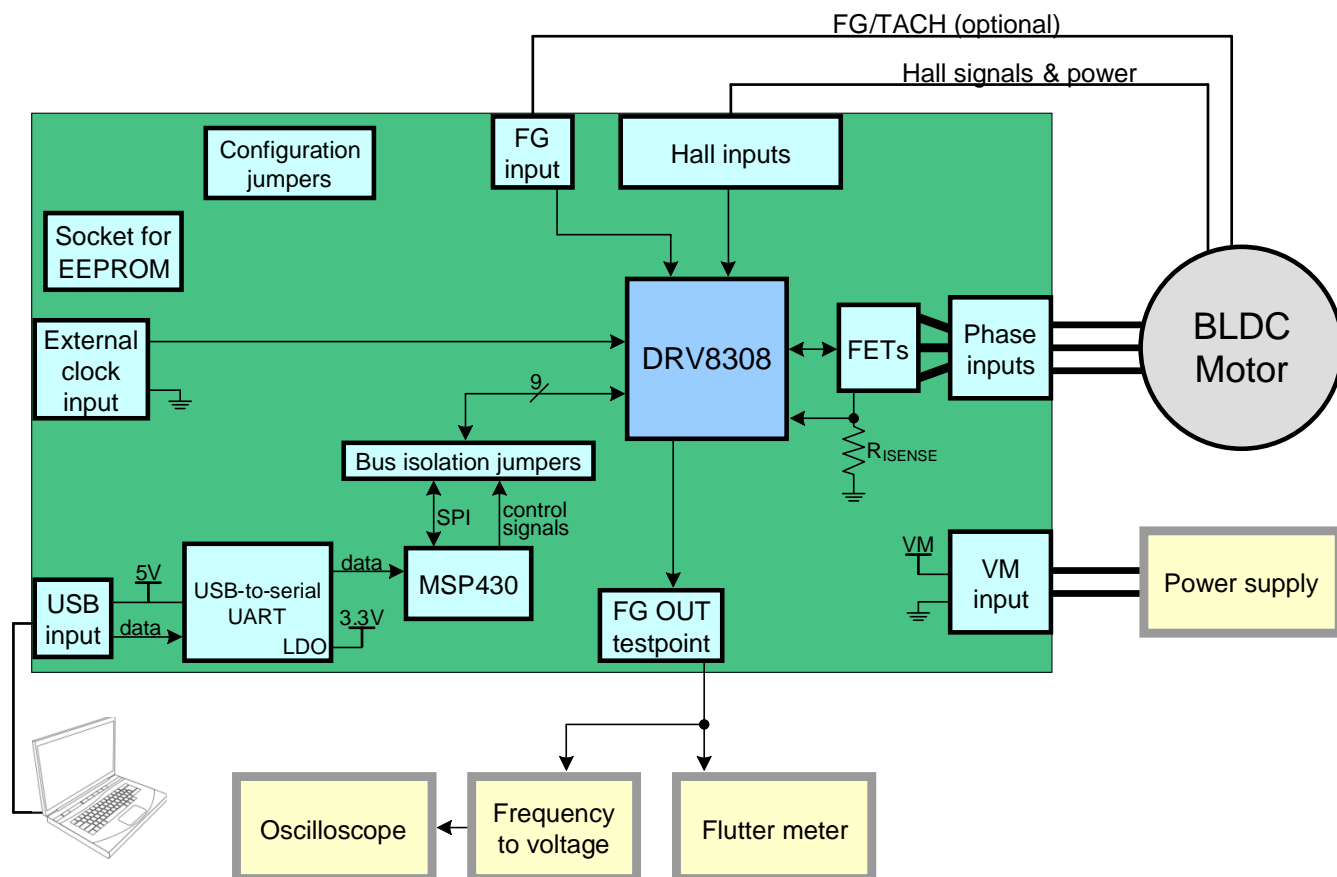 FG/TACH (optional)
Hall signals & power
Configuration
jumpers
FG
input
Hall inputs
Socket for
EEPROM
External
clock
input
DRV8308
FETs
Phase
inputs
BLDC
Motor
9
Bus isolation jumpers
RISENSE
SPI
control
signals
USB
input
5V
data
USB-to-serial
UART
LDO
3.3V
data
MSP430
FG OUT
testpoint
VM
VM
input
Power supply
Oscilloscope
Frequency
to voltage
Flutter meter